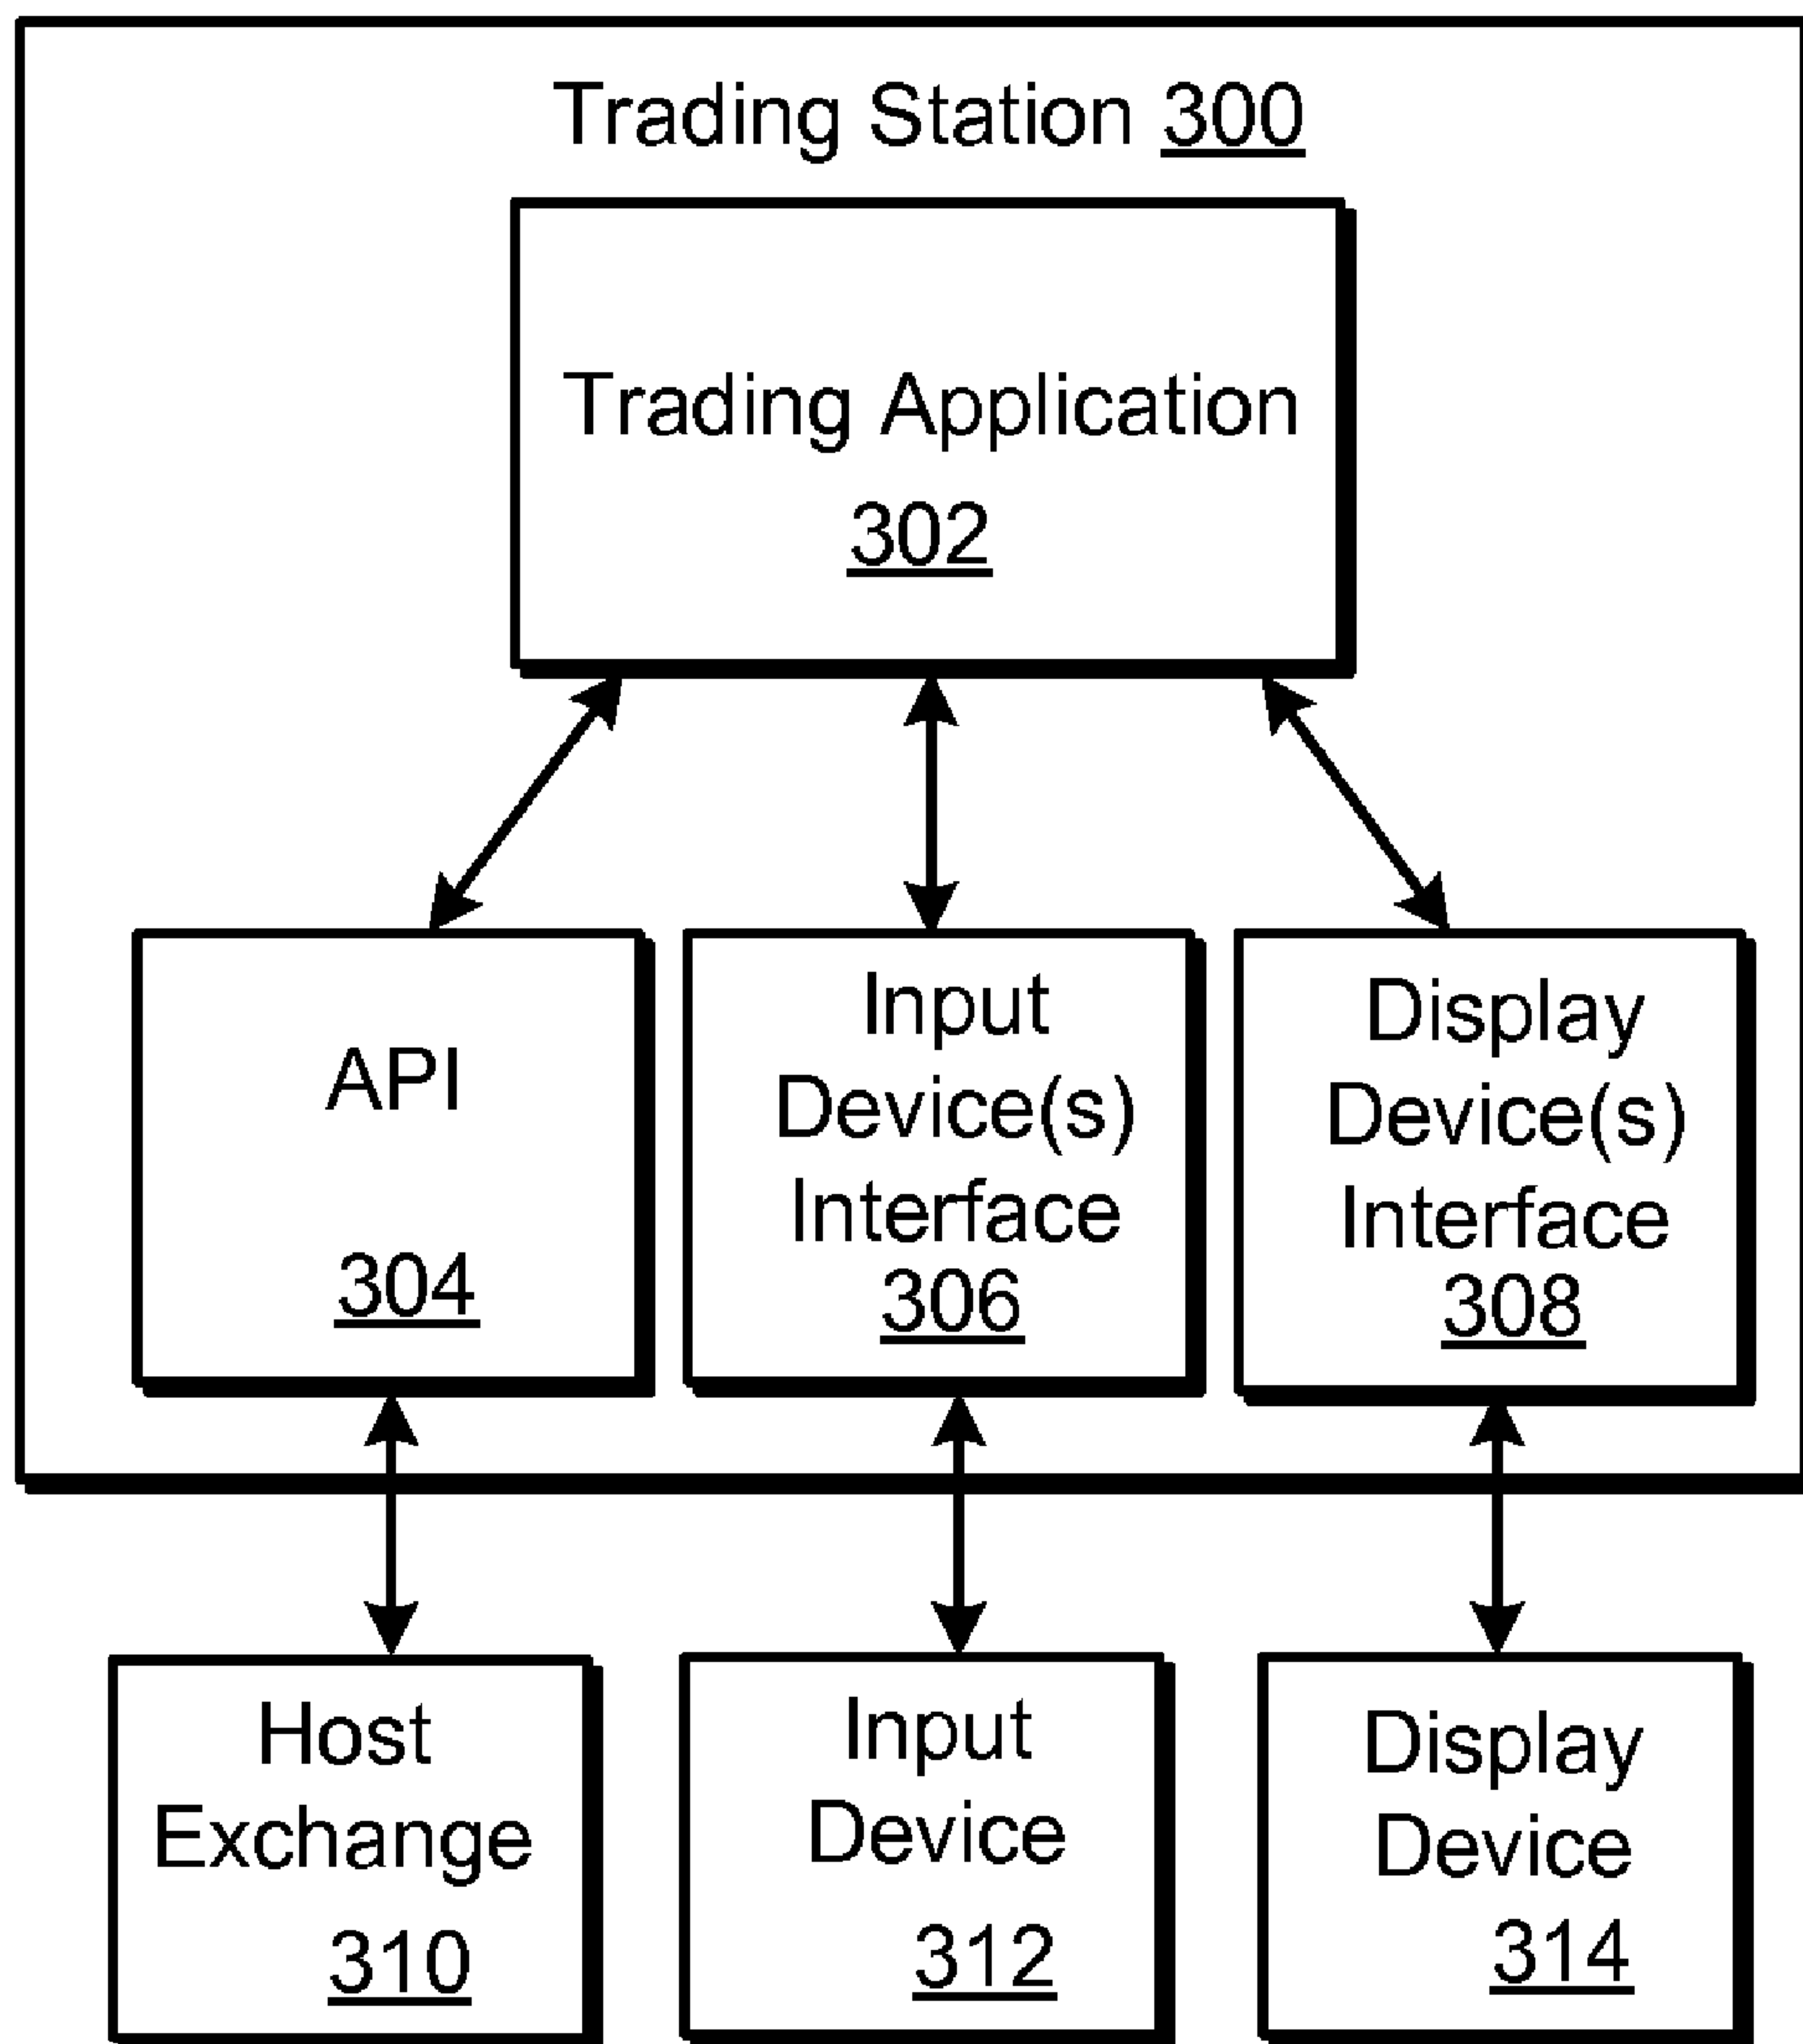 Trading Station 300
Trading Application
302
API
304
Input
Device(s)
Interface
306
Display
Device(s)
Interface
308
Host
Exchange
310
Input
Device
312
Display
Device
314